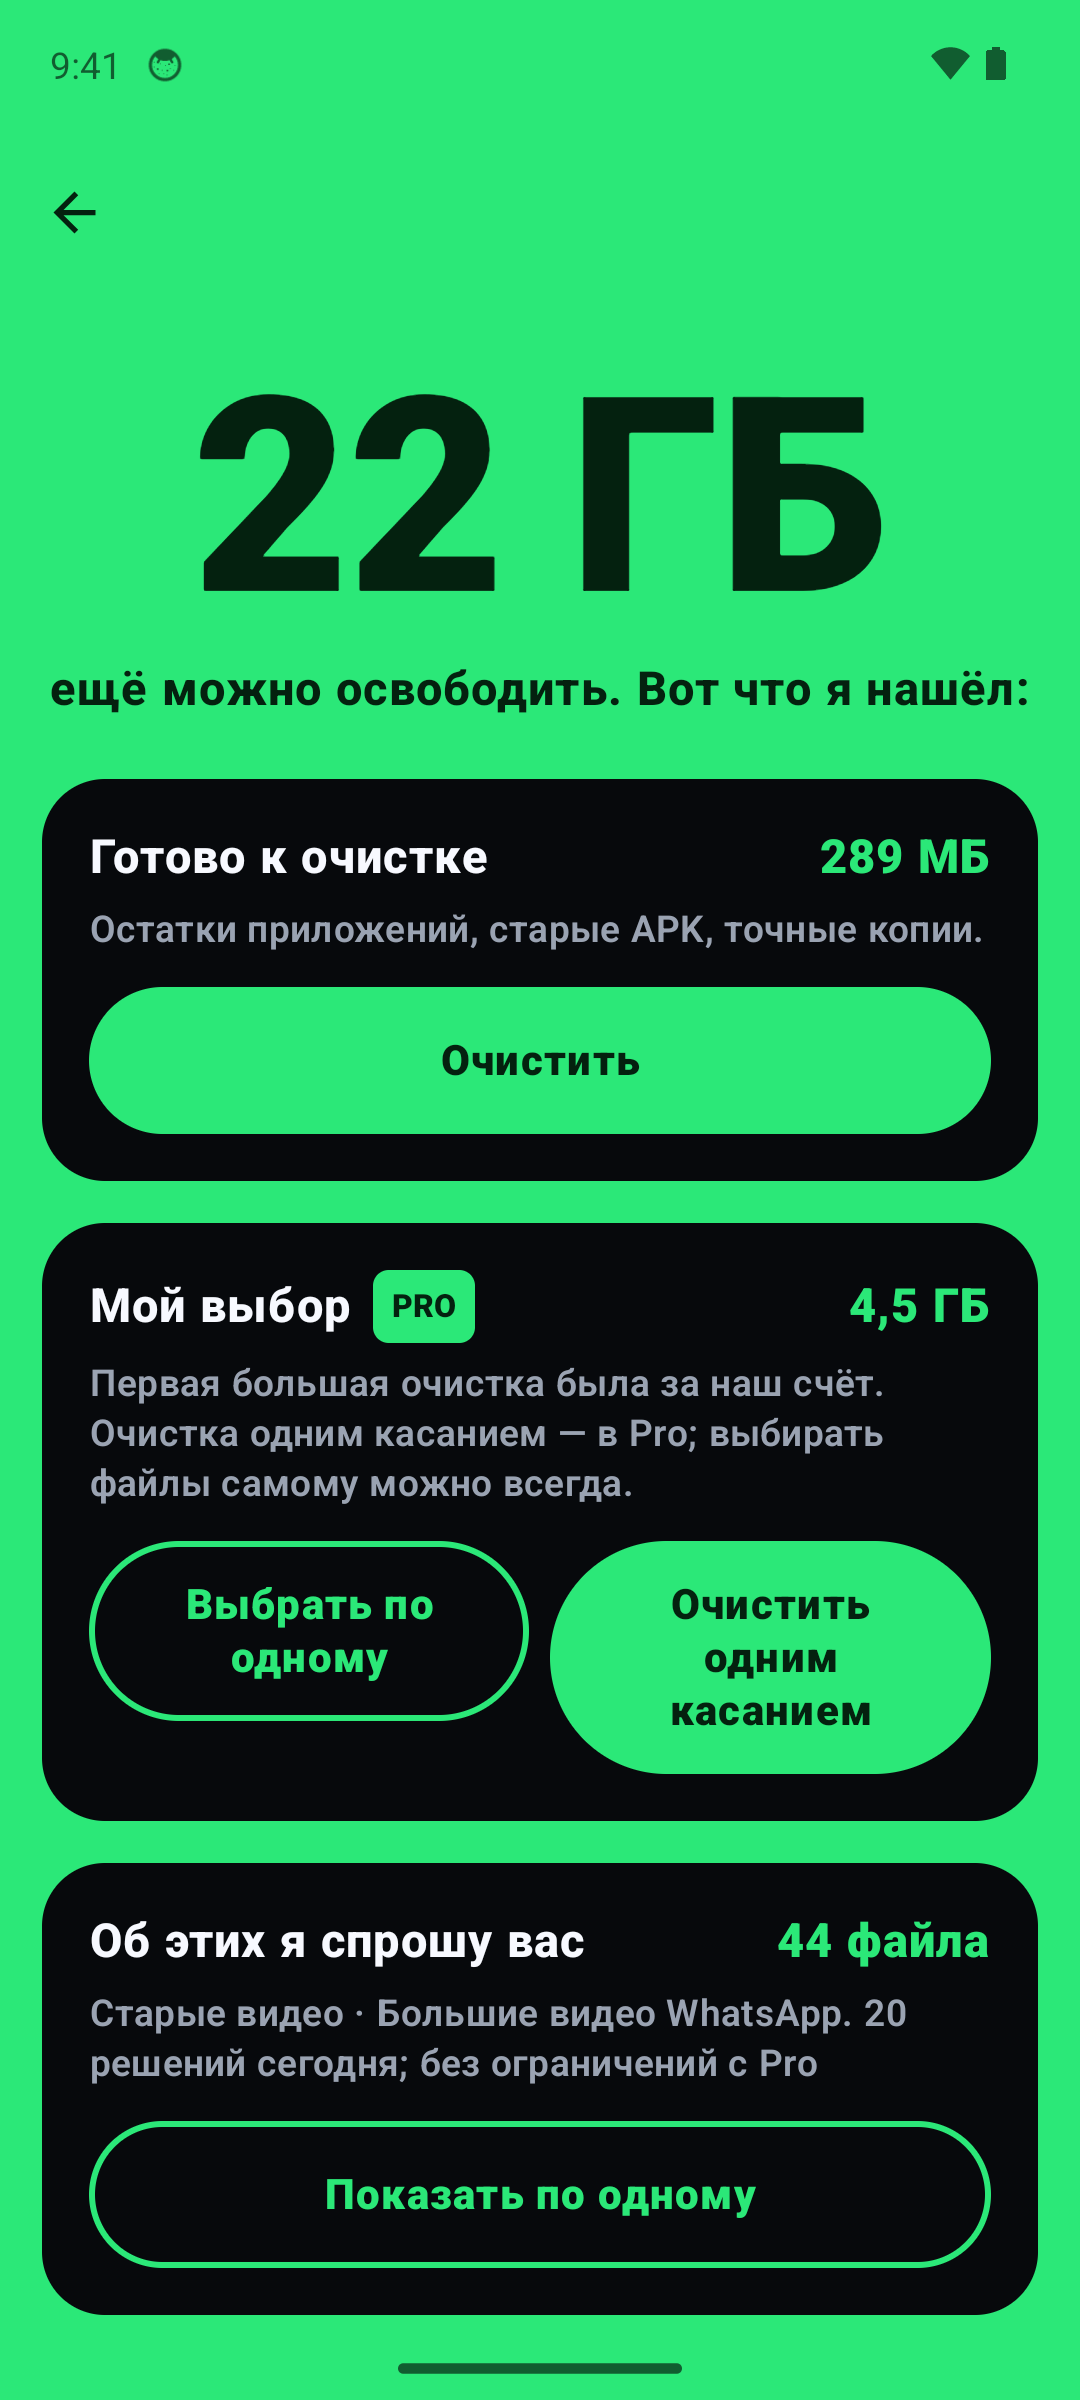 9:41
22 ГБ
ещё можно освободить. Вот что я нашёл:
Готово к очистке 289 МБ
Остатки приложений, старые APK, точные копии.
Очистить
Мой выбор PRO 4,5 ГБ
Первая большая очистка была за наш счёт.
Очистка одним касанием — в Pro; выбирать
файлы самому можно всегда.
Выбрать по
одному
Очистить
одним
касанием
Об этих я спрошу вас 44 файла
Старые видео · Большие видео WhatsApp. 20
решений сегодня; без ограничений с Pro
Показать по одному